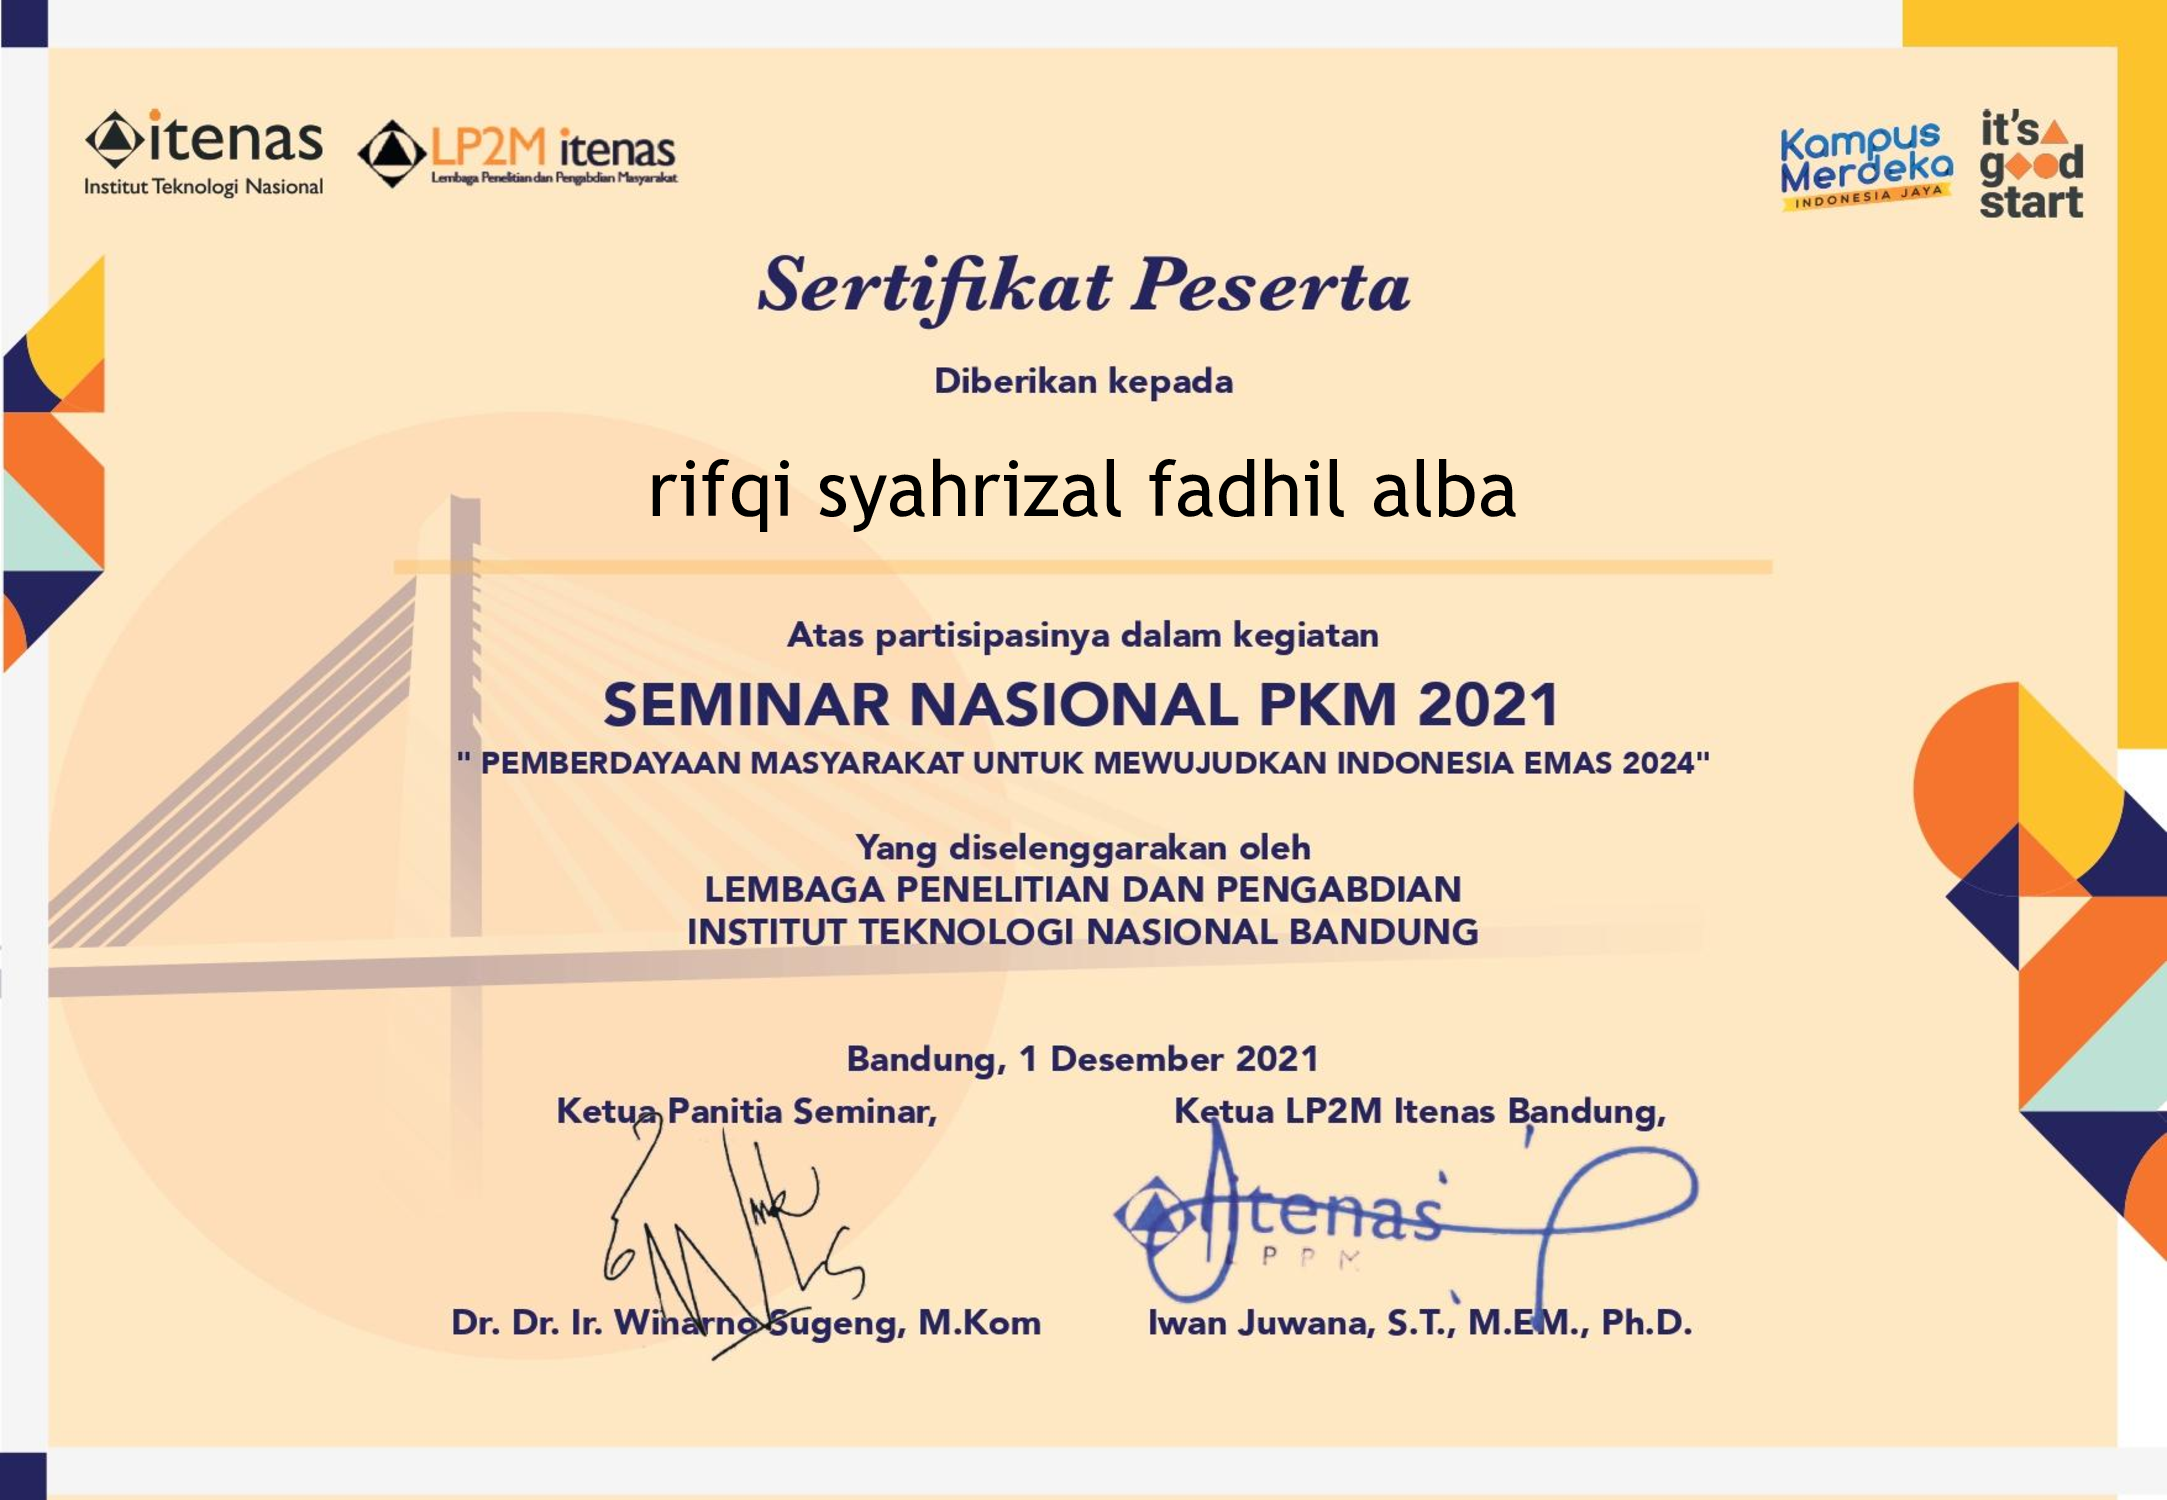 itenas
Institut Teknologi Nasional
LP2M itenas
Lembaga Penelitian dan Pengabdian Masyarakat
Kampus
Merdeka
INDONESIA JAYA
it's
good
start
Sertifikat Peserta
Diberikan kepada
rifqi syahrizal fadhil alba
Atas partisipasinya dalam kegiatan
SEMINAR NASIONAL PKM 2021
" PEMBERDAYAAN MASYARAKAT UNTUK MEWUJUDKAN INDONESIA EMAS 2024"
Yang diselenggarakan oleh
LEMBAGA PENELITIAN DAN PENGABDIAN
INSTITUT TEKNOLOGI NASIONAL BANDUNG
Bandung, 1 Desember 2021
Ketua Panitia Seminar,
Ketua LP2M Itenas Bandung,
itenas
PPM
Dr. Dr. Ir. Winarno Sugeng, M.Kom
Iwan Juwana, S.T., M.EM., Ph.D.